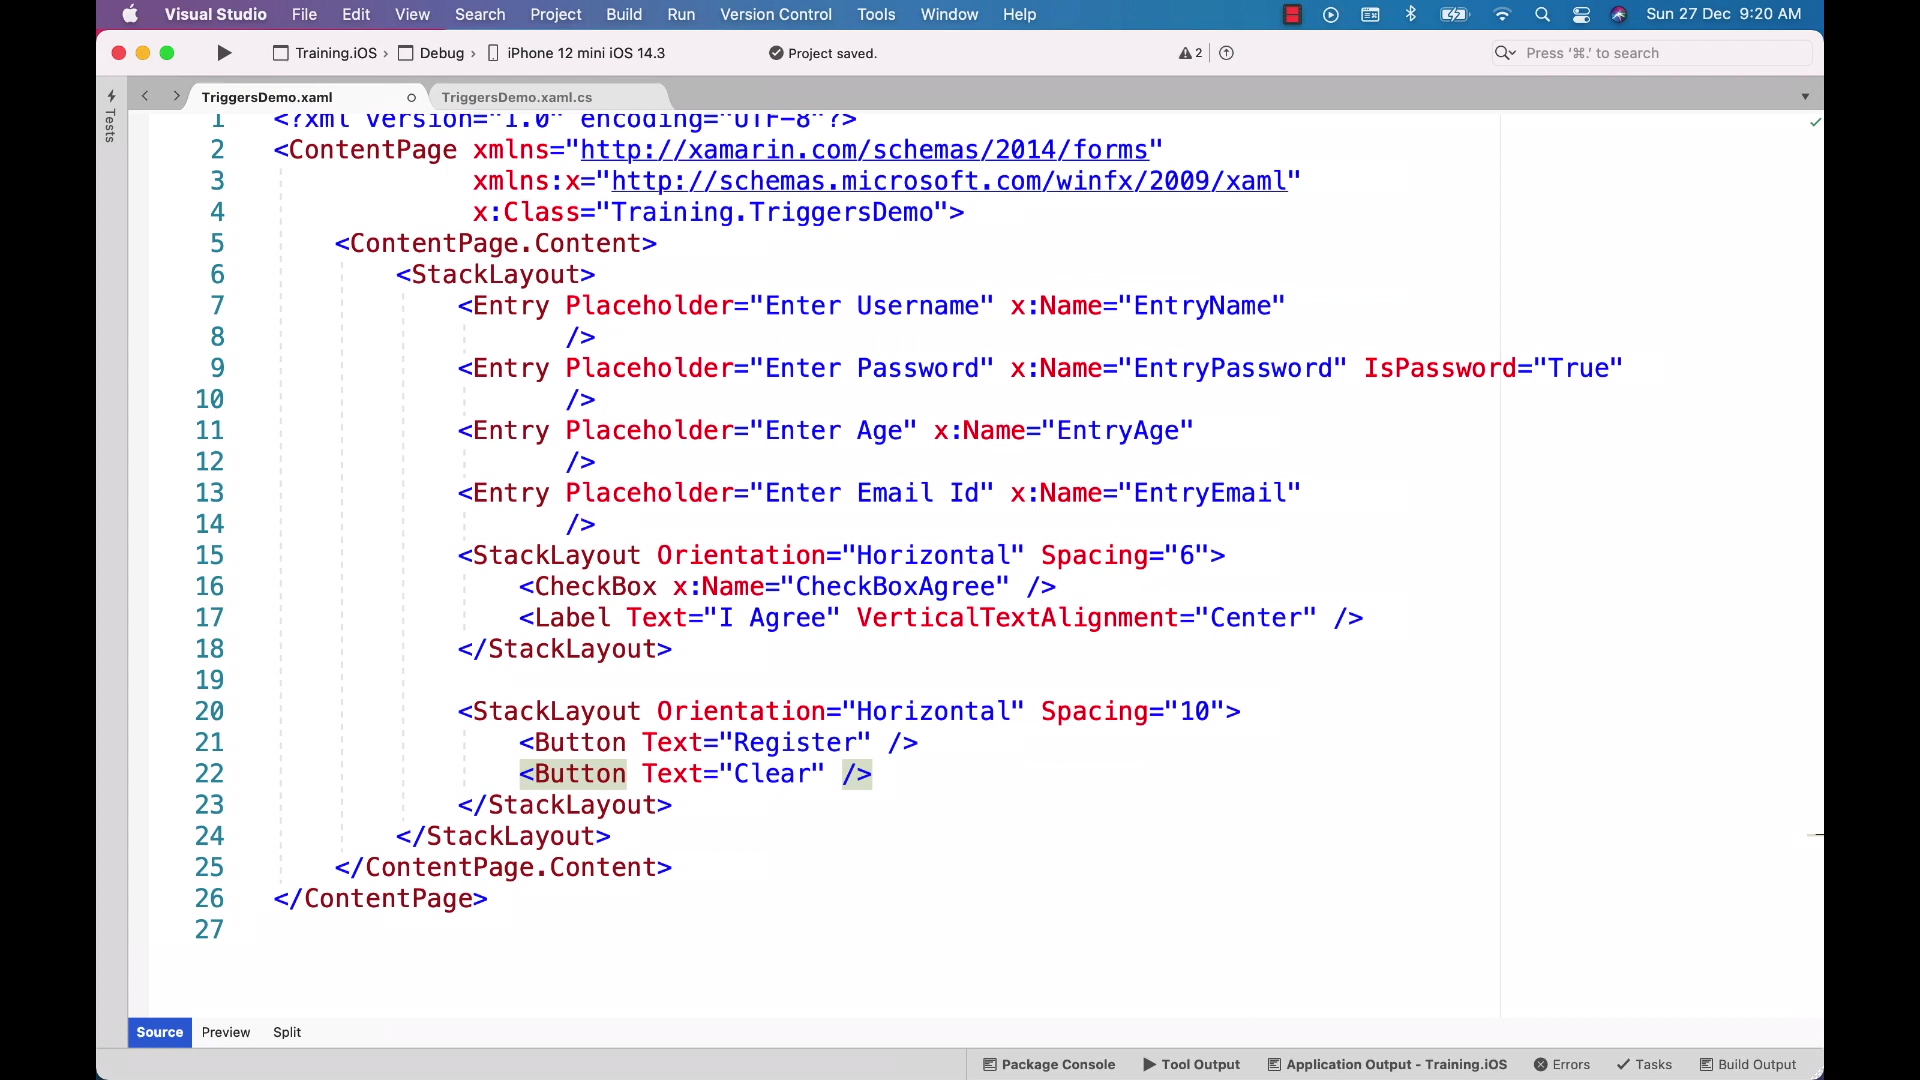 Visual Studio File Edit View Search Project Build Run Version Control Tools Window Help Sun 27 Dec 9:20 AM
Training.iOS › Debug › iPhone 12 mini iOS 14.3 Project saved. 2 Press '⌘.' to search
Tests
TriggersDemo.xaml TriggersDemo.xaml.cs
1 <?xml version="1.0" encoding="UTF-8"?>
2 <ContentPage xmlns="http://xamarin.com/schemas/2014/forms"
3 xmlns:x="http://schemas.microsoft.com/winfx/2009/xaml"
4 x:Class="Training.TriggersDemo">
5 <ContentPage.Content>
6 <StackLayout>
7 <Entry Placeholder="Enter Username" x:Name="EntryName"
8 />
9 <Entry Placeholder="Enter Password" x:Name="EntryPassword" IsPassword="True"
10 />
11 <Entry Placeholder="Enter Age" x:Name="EntryAge"
12 />
13 <Entry Placeholder="Enter Email Id" x:Name="EntryEmail"
14 />
15 <StackLayout Orientation="Horizontal" Spacing="6">
16 <CheckBox x:Name="CheckBoxAgree" />
17 <Label Text="I Agree" VerticalTextAlignment="Center" />
18 </StackLayout>
19
20 <StackLayout Orientation="Horizontal" Spacing="10">
21 <Button Text="Register" />
22 <Button Text="Clear" />
23 </StackLayout>
24 </StackLayout>
25 </ContentPage.Content>
26 </ContentPage>
27
Source Preview Split
Package Console Tool Output Application Output - Training.iOS Errors Tasks Build Output